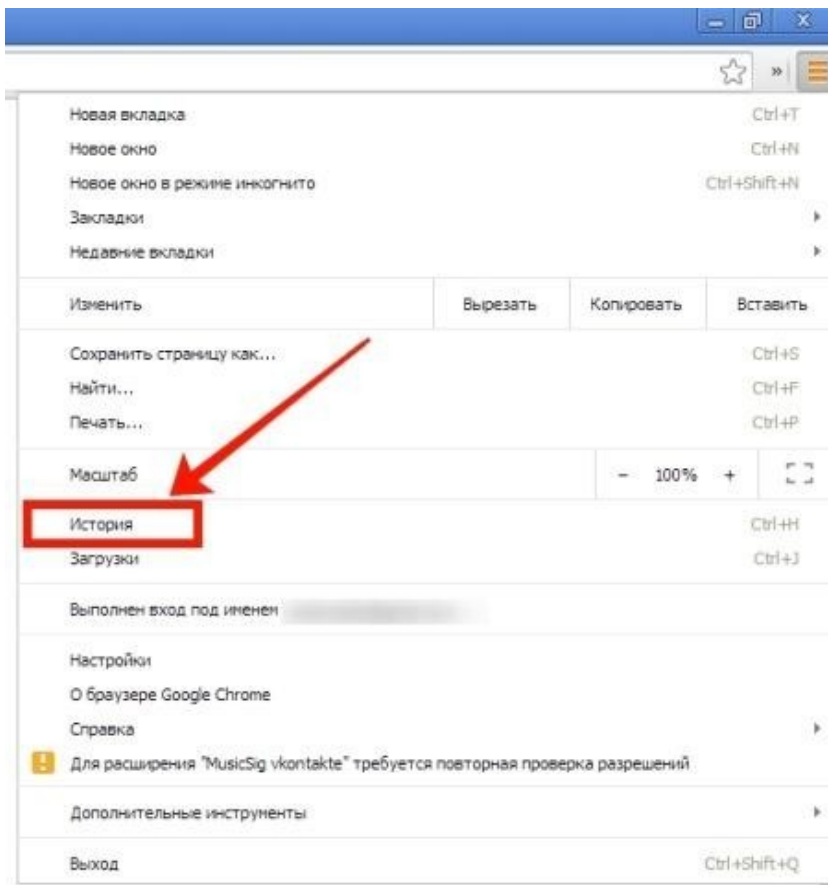 Новая вкладка Ctrl+T
Новое окно Ctrl+N
Новое окно в режиме инкогнито Ctrl+Shift+N
Закладки
Недавние вкладки
Изменить Вырезать Копировать Вставить
Сохранить страницу как... Ctrl+S
Найти... Ctrl+F
Печать... Ctrl+P
Масштаб - 100% +
История Ctrl+H
Загрузки Ctrl+J
Выполнен вход под именем
Настройки
О браузере Google Chrome
Справка
Для расширения "MusicSig vkontakte" требуется повторная проверка разрешений
Дополнительные инструменты
Выход Ctrl+Shift+Q